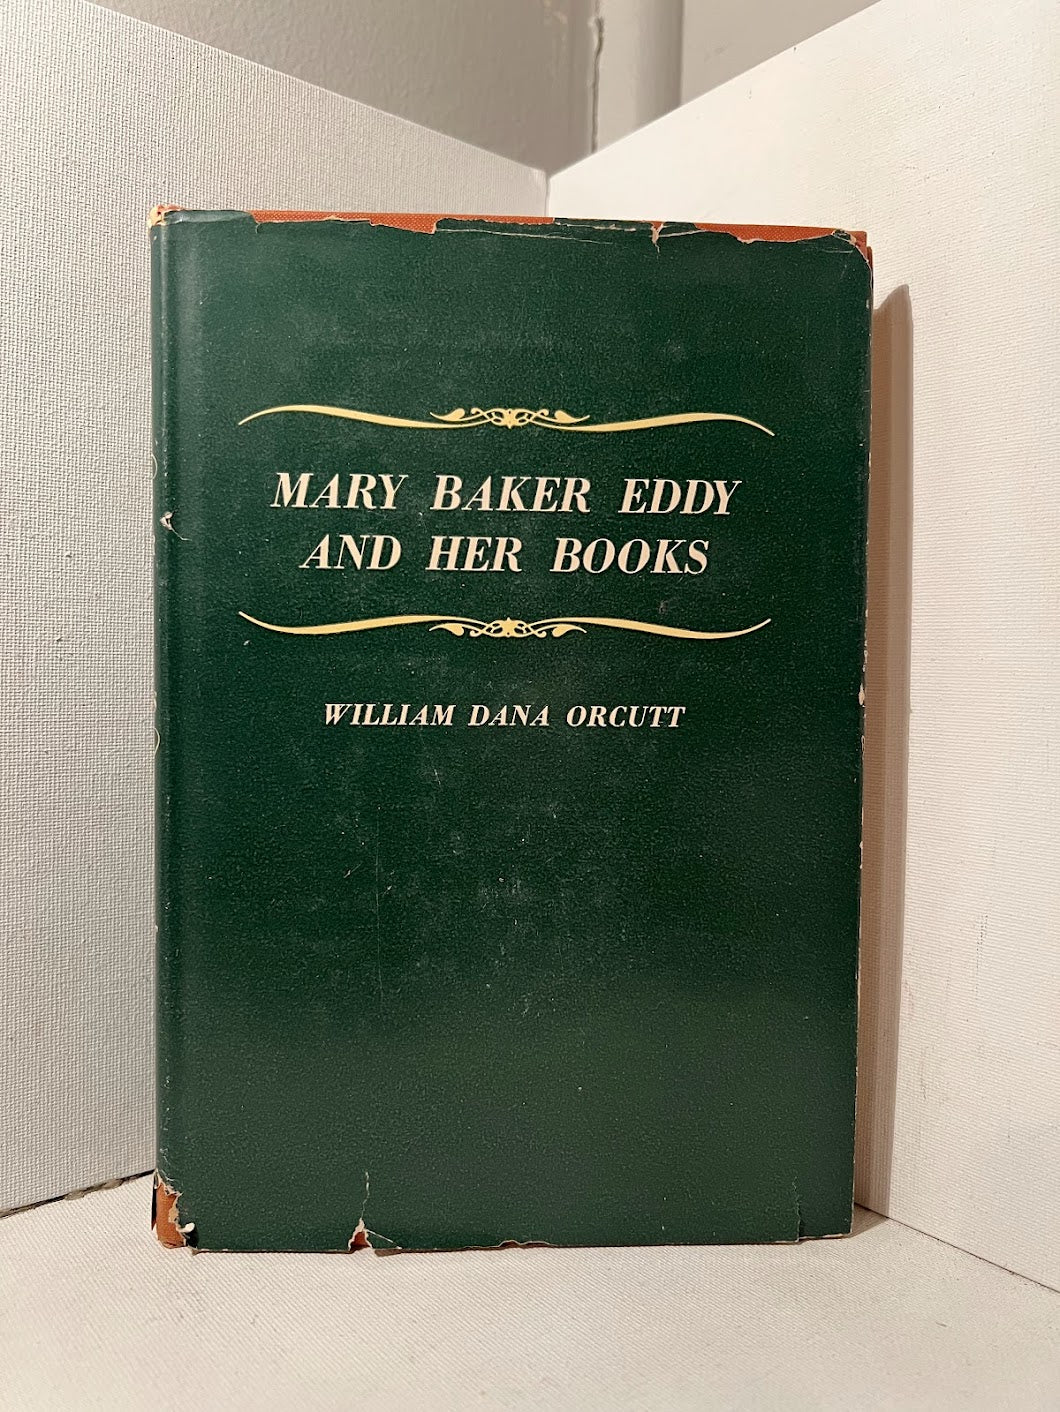 MARY BAKER EDDY
AND HER BOOKS
WILLIAM DANA ORCUTT